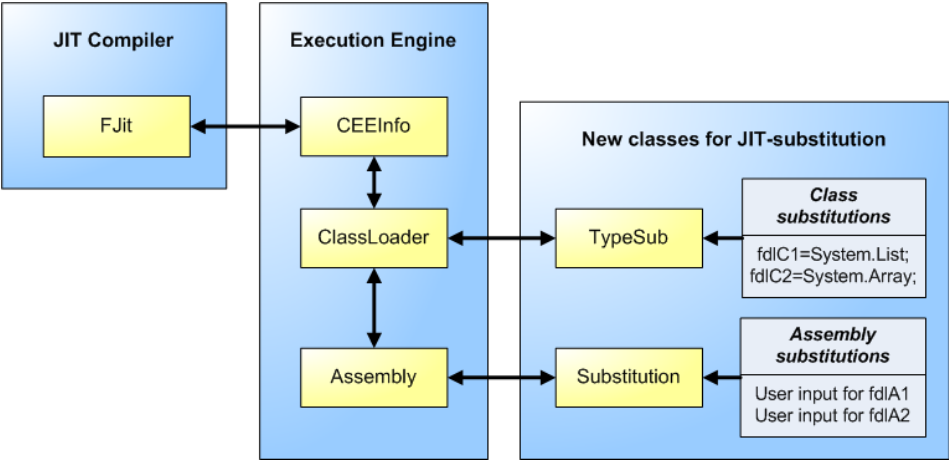 JIT Compiler
FJit
Execution Engine
CEEInfo
ClassLoader
Assembly
New classes for JIT-substitution
TypeSub
Substitution
Class
substitutions
fdlC1=System.List;
fdlC2=System.Array;
Assembly
substitutions
User input for fdlA1
User input for fdlA2